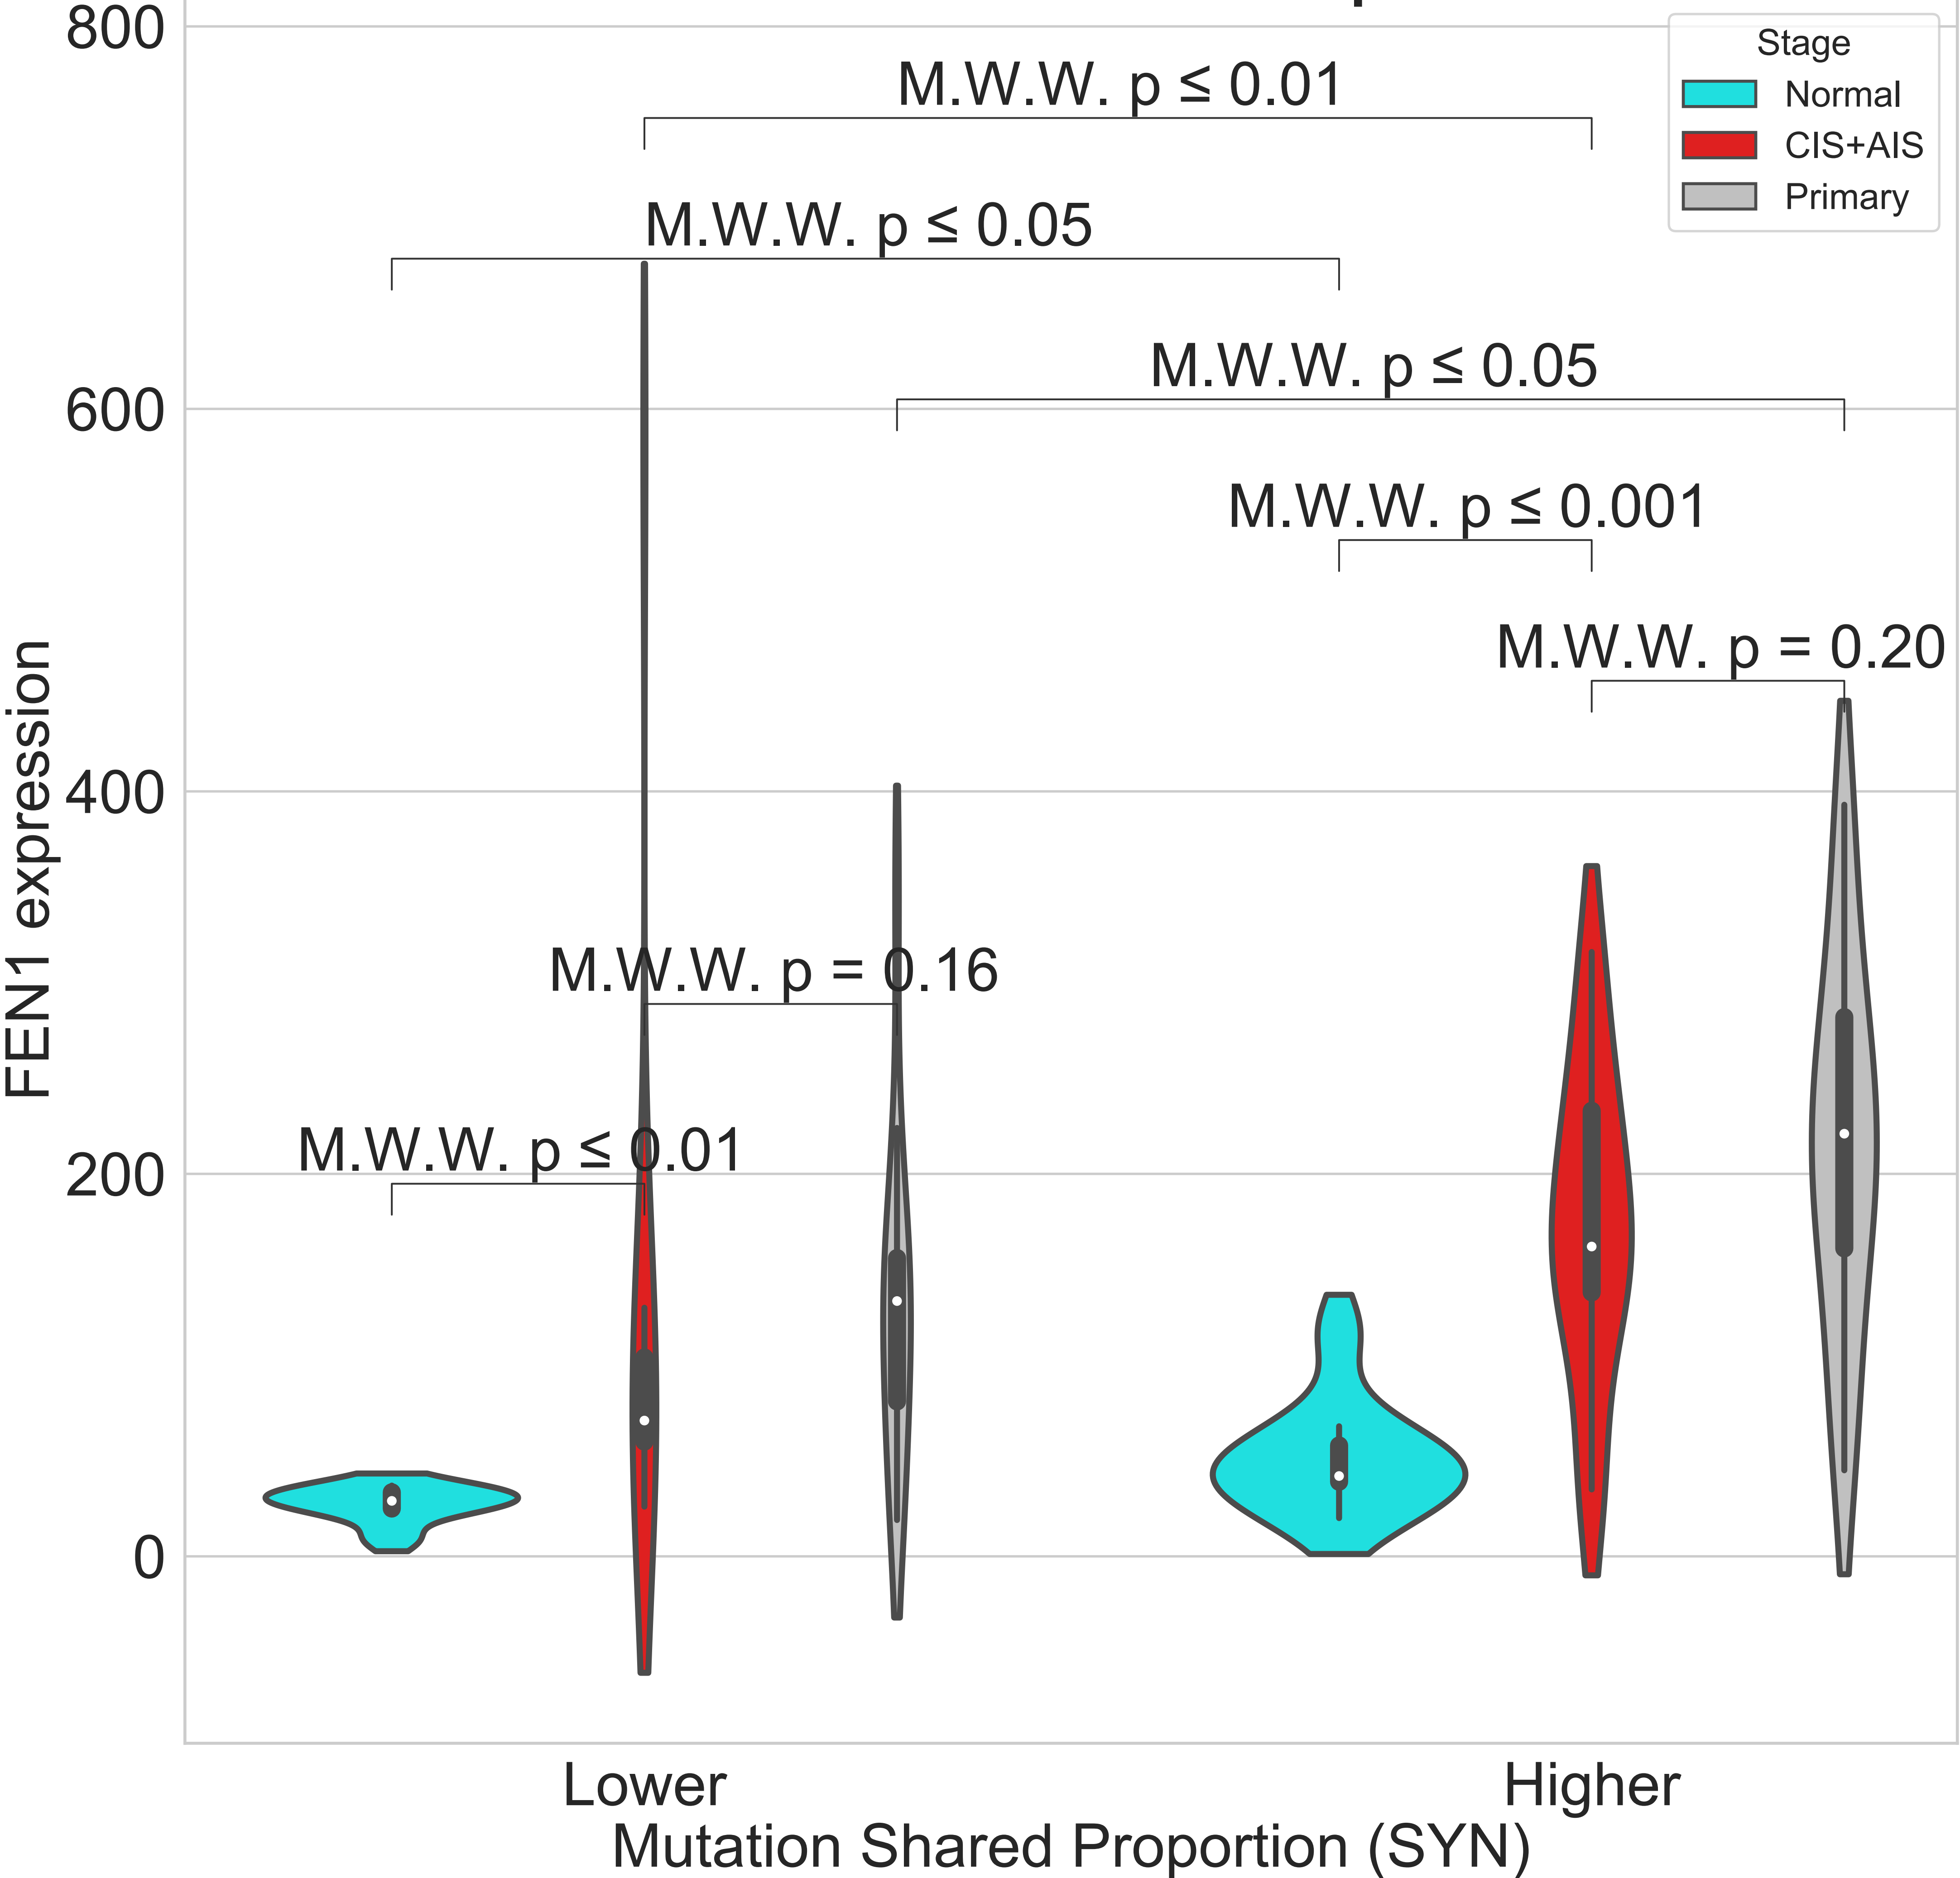 800
Stage
Normal
CIS+AIS
Primary
M.W.W. p ≤ 0.01
M.W.W. p ≤ 0.05
M.W.W. p ≤ 0.05
600
M.W.W. p ≤ 0.001
M.W.W. p = 0.20
400
FEN1 expression
M.W.W. p = 0.16
M.W.W. p ≤ 0.01
200
0
Lower
Higher
Mutation Shared Proportion (SYN)